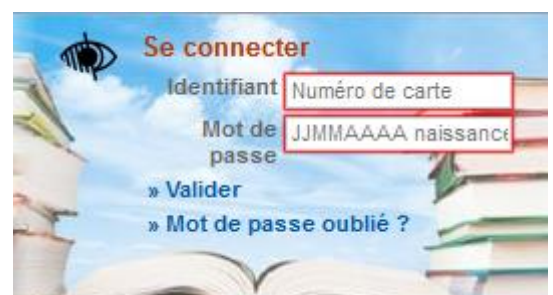 Se connecter
Identifiant Numéro de carte
Mot de passe JJMMAAAA naissance
» Valider
» Mot de passe oublié ?